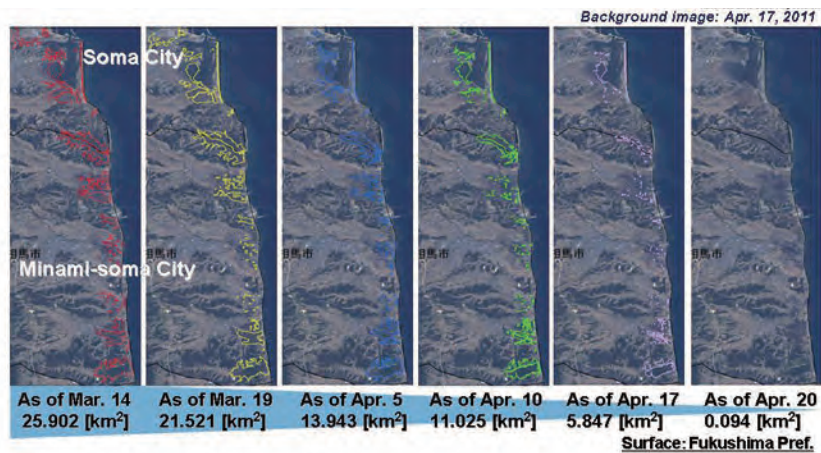 Background image: Apr. 17, 2011
Soma City
相馬市
相馬市
相馬市
相馬市
相馬市
Minami-soma City
As of Mar. 14
25.902 [km²]
As of Mar. 19
21.521 [km²]
As of Apr. 5
13.943 [km²]
As of Apr. 10
11.025 [km²]
As of Apr. 17
5.847 [km²]
As of Apr. 20
0.094 [km²]
Surface: Fukushima Pref.